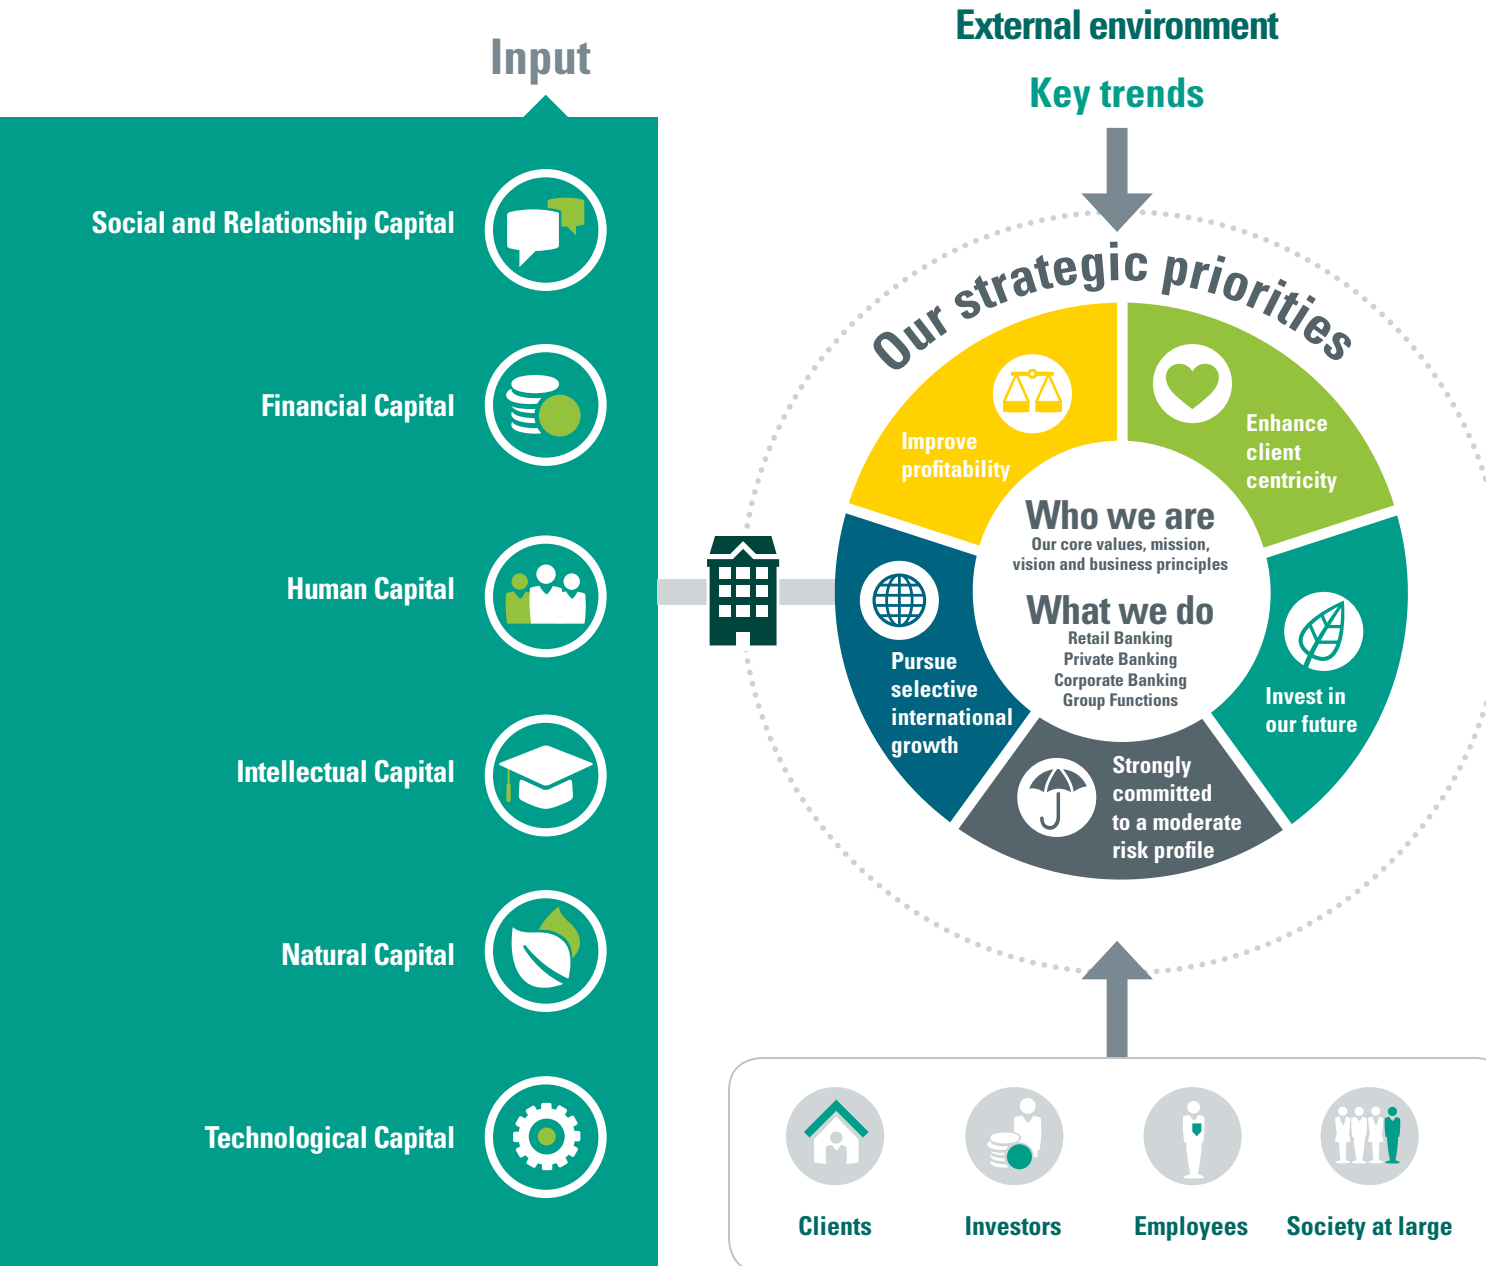 Input
Social and Relationship Capital
Financial Capital
Human Capital
Intellectual Capital
Natural Capital
Technological Capital
External environment
Key trends
Our strategic priorities
Improve
profitability
Enhance
client
centricity
Who we are
Our core values, mission,
vision and business principles
What we do
Retail Banking
Private Banking
Corporate Banking
Group Functions
Pursue
selective
international
growth
Invest in
our future
Strongly
committed
to a moderate
risk profile
Clients
Investors
Employees
Society at large